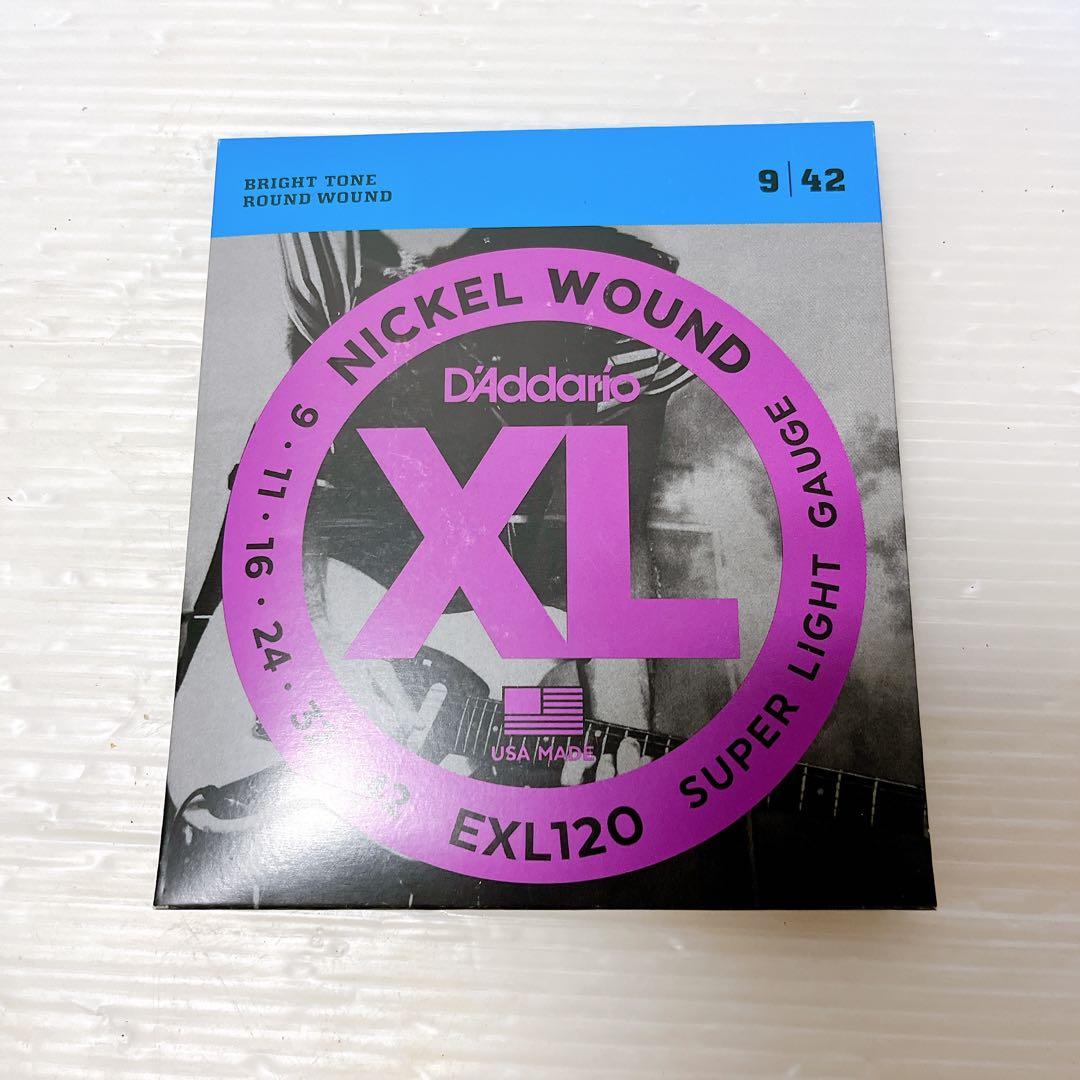 BRIGHT TONE
ROUND WOUND
9|42
NICKEL WOUND
D'Addario
XL
USA MADE
9 · 11 · 16 · 24 ·
EXL120
SUPER LIGHT GAUGE